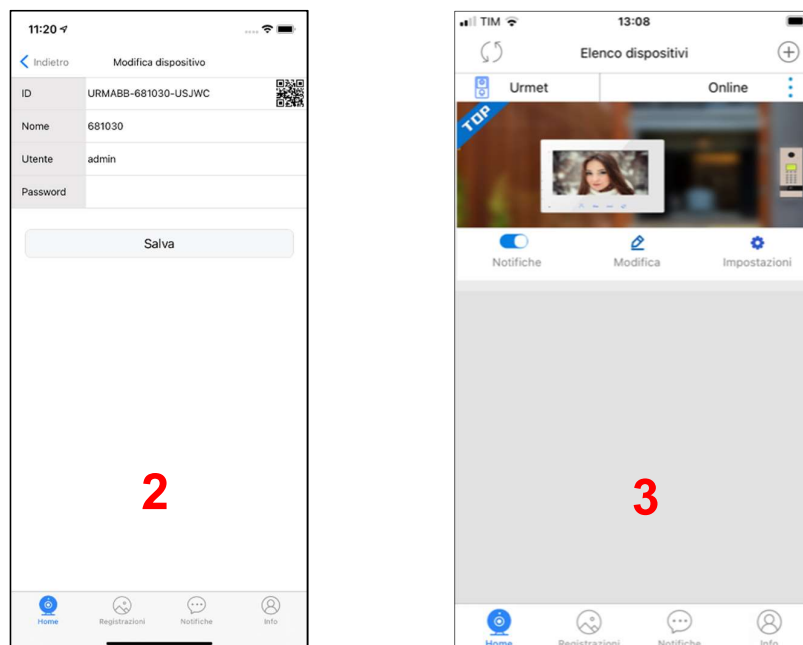 11:20
Indietro Modifica dispositivo
ID URMABB-681030-USJWC
Nome 681030
Utente admin
Password
Salva
2
Home Registrazioni Notifiche Info
TIM 13:08
Elenco dispositivi
Urmet Online
TOP
Notifiche Modifica Impostazioni
3
Home Registrazioni Notifiche Info